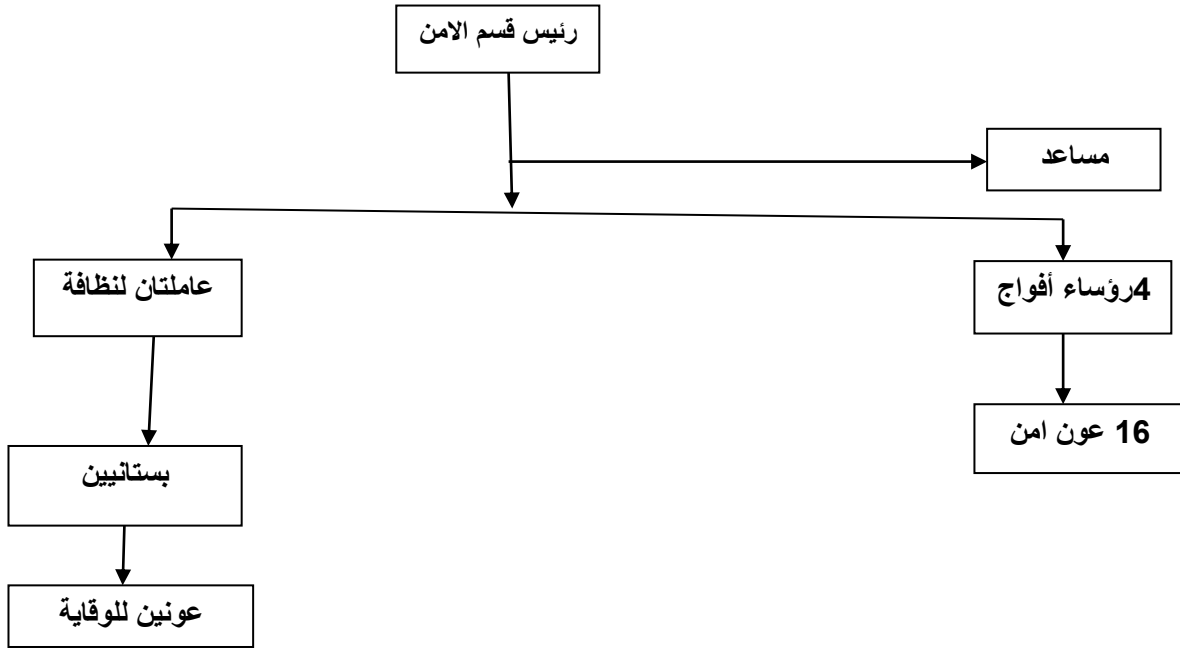 رئيس قسم الامن
مساعد
4رؤساء أفواج
عاملتان لنظافة
16 عون امن
بستانيين
عونين للوقاية